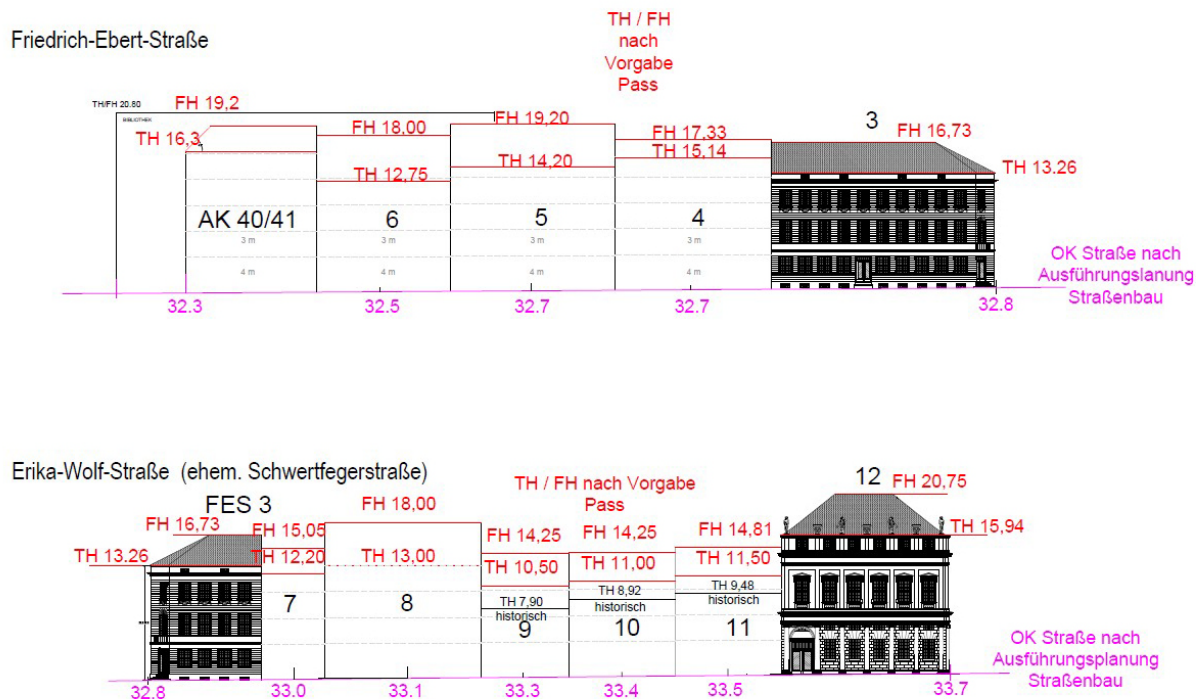 Friedrich-Ebert-Straße
TH / FH
nach
Vorgabe
Pass
TH/FH 20.80
BIBLIOTHEK
FH 19,2
TH 16,3
FH 18,00
TH 12,75
FH 19,20
TH 14,20
FH 17,33
TH 15,14
3
FH 16,73
TH 13.26
AK 40/41
6
5
4
3 m
3 m
3 m
3 m
4 m
4 m
4 m
4 m
OK Straße nach
Ausführungslanung
Straßenbau
32.3
32.5
32.7
32.7
32.8
Erika-Wolf-Straße (ehem. Schwertfegerstraße)
TH / FH nach Vorgabe
Pass
FES 3
FH 16,73
TH 13.26
FH 15,05
TH 12,20
7
FH 18,00
TH 13,00
8
FH 14,25
TH 10,50
TH 7,90
historisch
9
FH 14,25
TH 11,00
TH 8,92
historisch
10
FH 14,81
TH 11,50
TH 9,48
historisch
11
12
FH 20,75
TH 15,94
OK Straße nach
Ausführungsplanung
Straßenbau
32.8
33.0
33.1
33.3
33.4
33.5
33.7